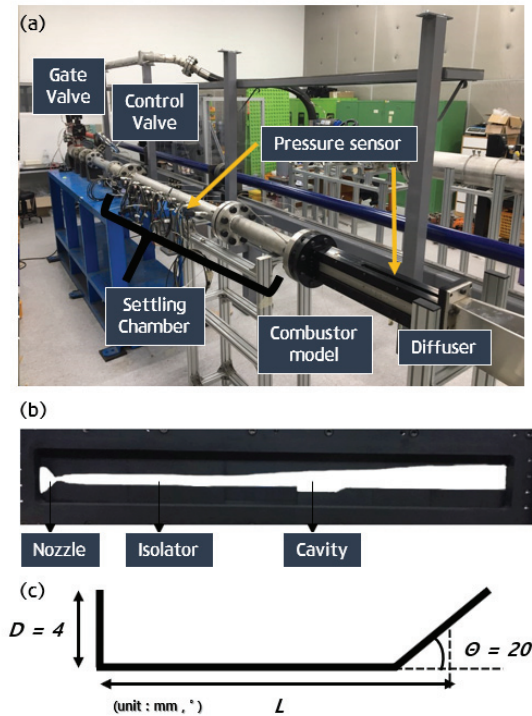 (a)
Gate
Valve
Control
Valve
Pressure sensor
Settling
Chamber
Combustor
model
Diffuser
(b)
Nozzle
Isolator
Cavity
(c)
D = 4
Θ = 20
(unit : mm , °)
L